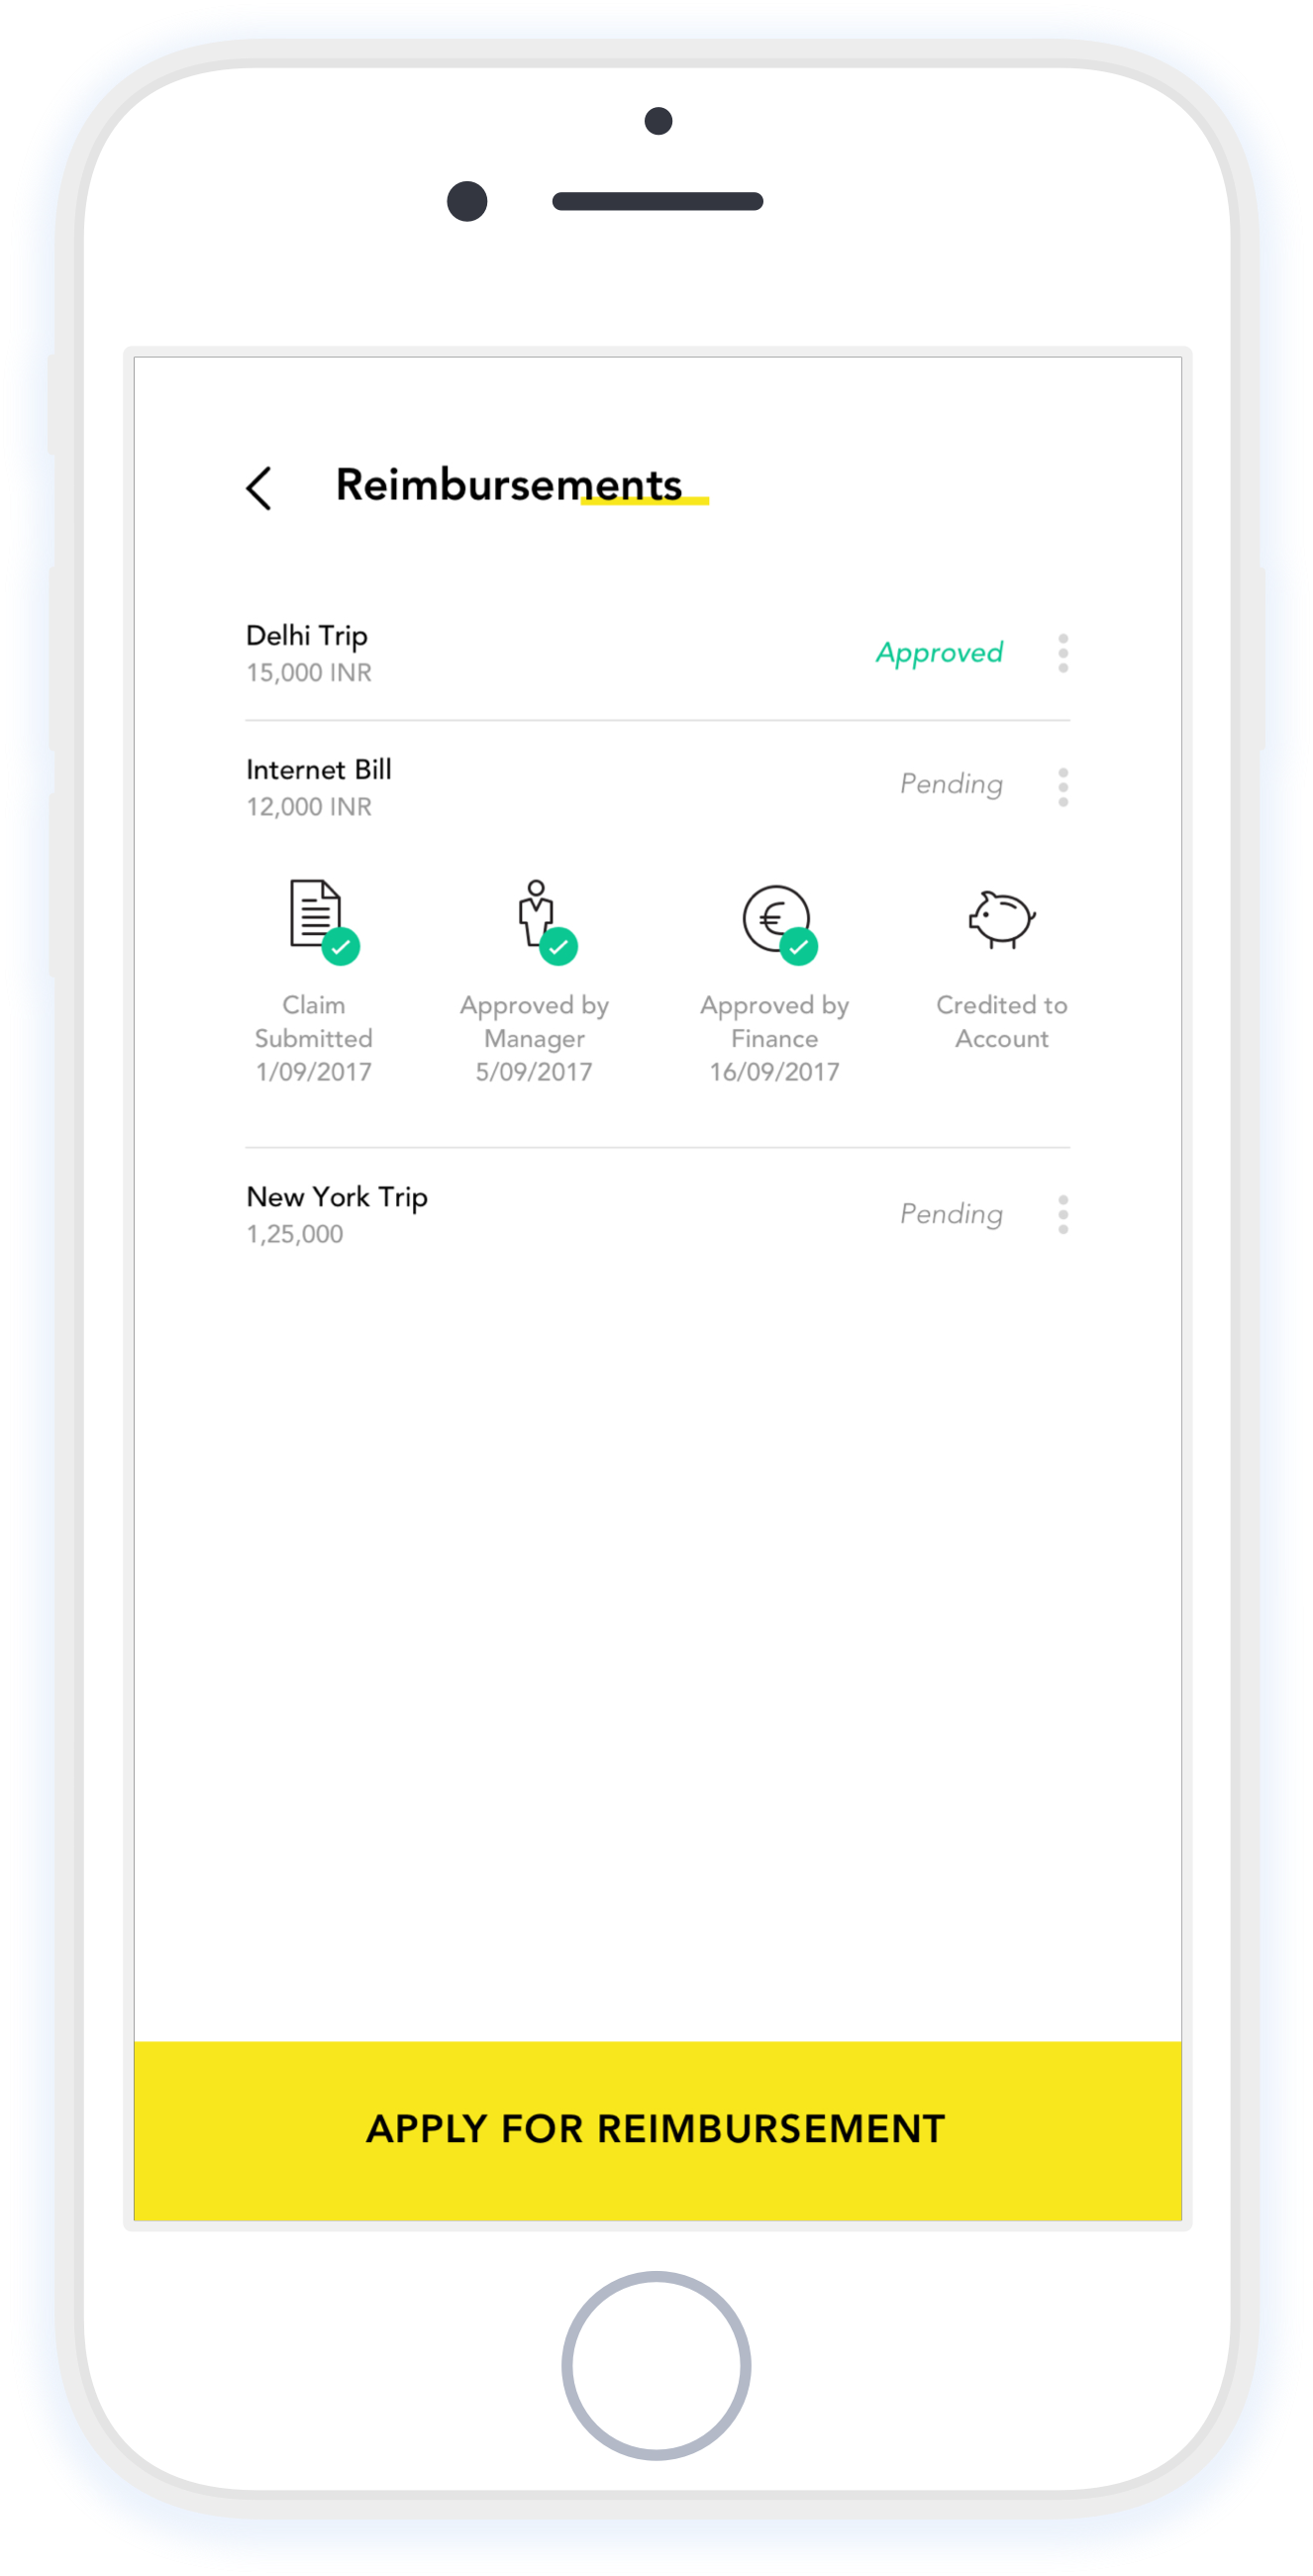 Reimbursements
Delhi Trip
15,000 INR
Approved
Internet Bill
12,000 INR
Pending
Claim
Submitted
1/09/2017
Approved by
Manager
5/09/2017
Approved by
Finance
16/09/2017
Credited to
Account
New York Trip
1,25,000
Pending
APPLY FOR REIMBURSEMENT